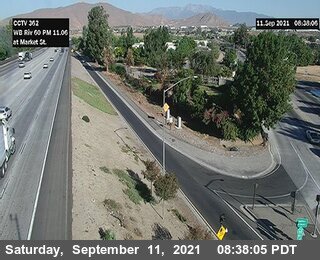 CCTV 362
WB Riv 60 PM 11.06
at Market St.
11.Sep 2021 08:38:06
Saturday, September 11, 2021 08:38:05 PDT